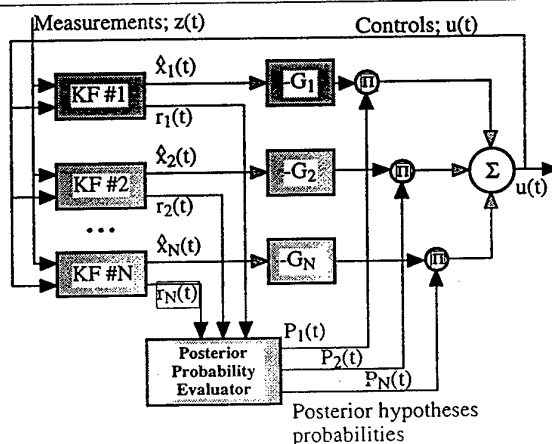 Measurements; z(t)
Controls; u(t)
KF #1
x̂₁(t)
r₁(t)
-G₁
Π
KF #2
x̂₂(t)
r₂(t)
-G₂
Π
Σ
u(t)
•••
KF #N
x̂N(t)
rN(t)
-GN
Π
Posterior
Probability
Evaluator
P₁(t)
P₂(t)
PN(t)
Posterior hypotheses
probabilities